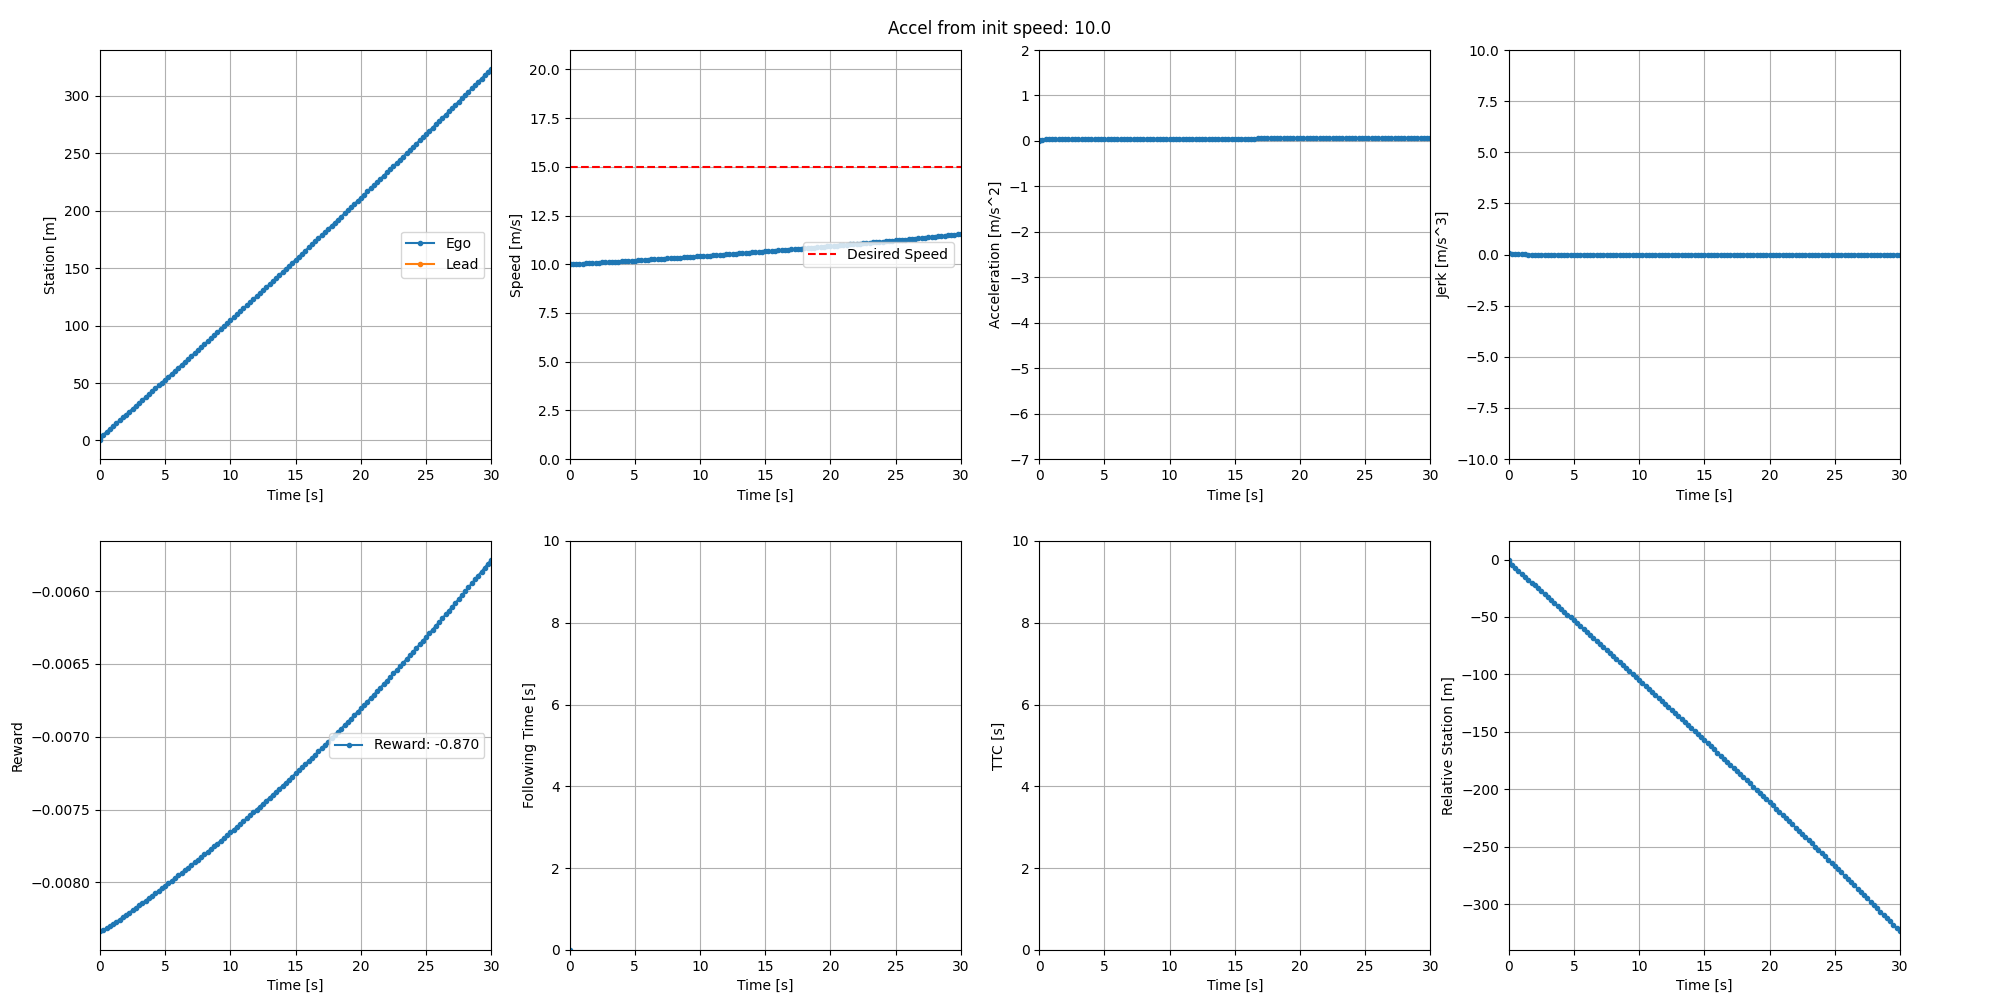 Accel from init speed: 10.0
Station [m]
300
250
200
150
100
50
0
Ego
Lead
0 5 10 15 20 25 30
Time [s]
Speed [m/s]
20.0
17.5
15.0
12.5
10.0
7.5
5.0
2.5
0.0
Desired Speed
0 5 10 15 20 25 30
Time [s]
Acceleration [m/s^2]
2
1
0
−1
−2
−3
−4
−5
−6
−7
0 5 10 15 20 25 30
Time [s]
Jerk [m/s^3]
10.0
7.5
5.0
2.5
0.0
−2.5
−5.0
−7.5
−10.0
0 5 10 15 20 25 30
Time [s]
Reward
−0.0060
−0.0065
−0.0070
−0.0075
−0.0080
Reward: -0.870
0 5 10 15 20 25 30
Time [s]
Following Time [s]
10
8
6
4
2
0
0 5 10 15 20 25 30
Time [s]
TTC [s]
10
8
6
4
2
0
0 5 10 15 20 25 30
Time [s]
Relative Station [m]
0
−50
−100
−150
−200
−250
−300
0 5 10 15 20 25 30
Time [s]